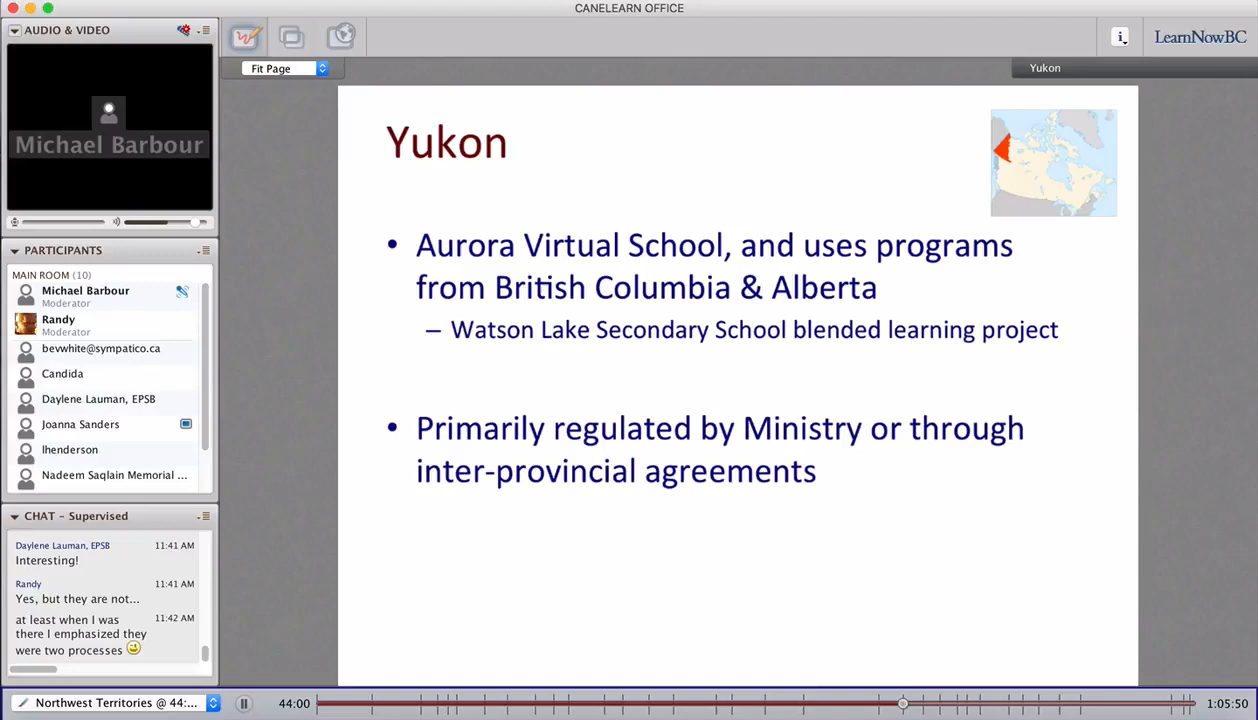 CANELEARN OFFICE
AUDIO & VIDEO
LearnNowBC
Fit Page
Yukon
Michael Barbour
PARTICIPANTS
MAIN ROOM (10)
Michael Barbour
Moderator
Randy
Moderator
bevwhite@sympatico.ca
Candida
Daylene Lauman, EPSB
Joanna Sanders
lhenderson
Nadeem Saqlain Memorial ...
CHAT – Supervised
Daylene Lauman, EPSB 11:41 AM
Interesting!
Randy 11:41 AM
Yes, but they are not...
at least when I was 11:42 AM
there I emphasized they
were two processes
Yukon
• Aurora Virtual School, and uses programs
from British Columbia & Alberta
– Watson Lake Secondary School blended learning project
• Primarily regulated by Ministry or through
inter-provincial agreements
Northwest Territories @ 44:...
44:00
1:05:50